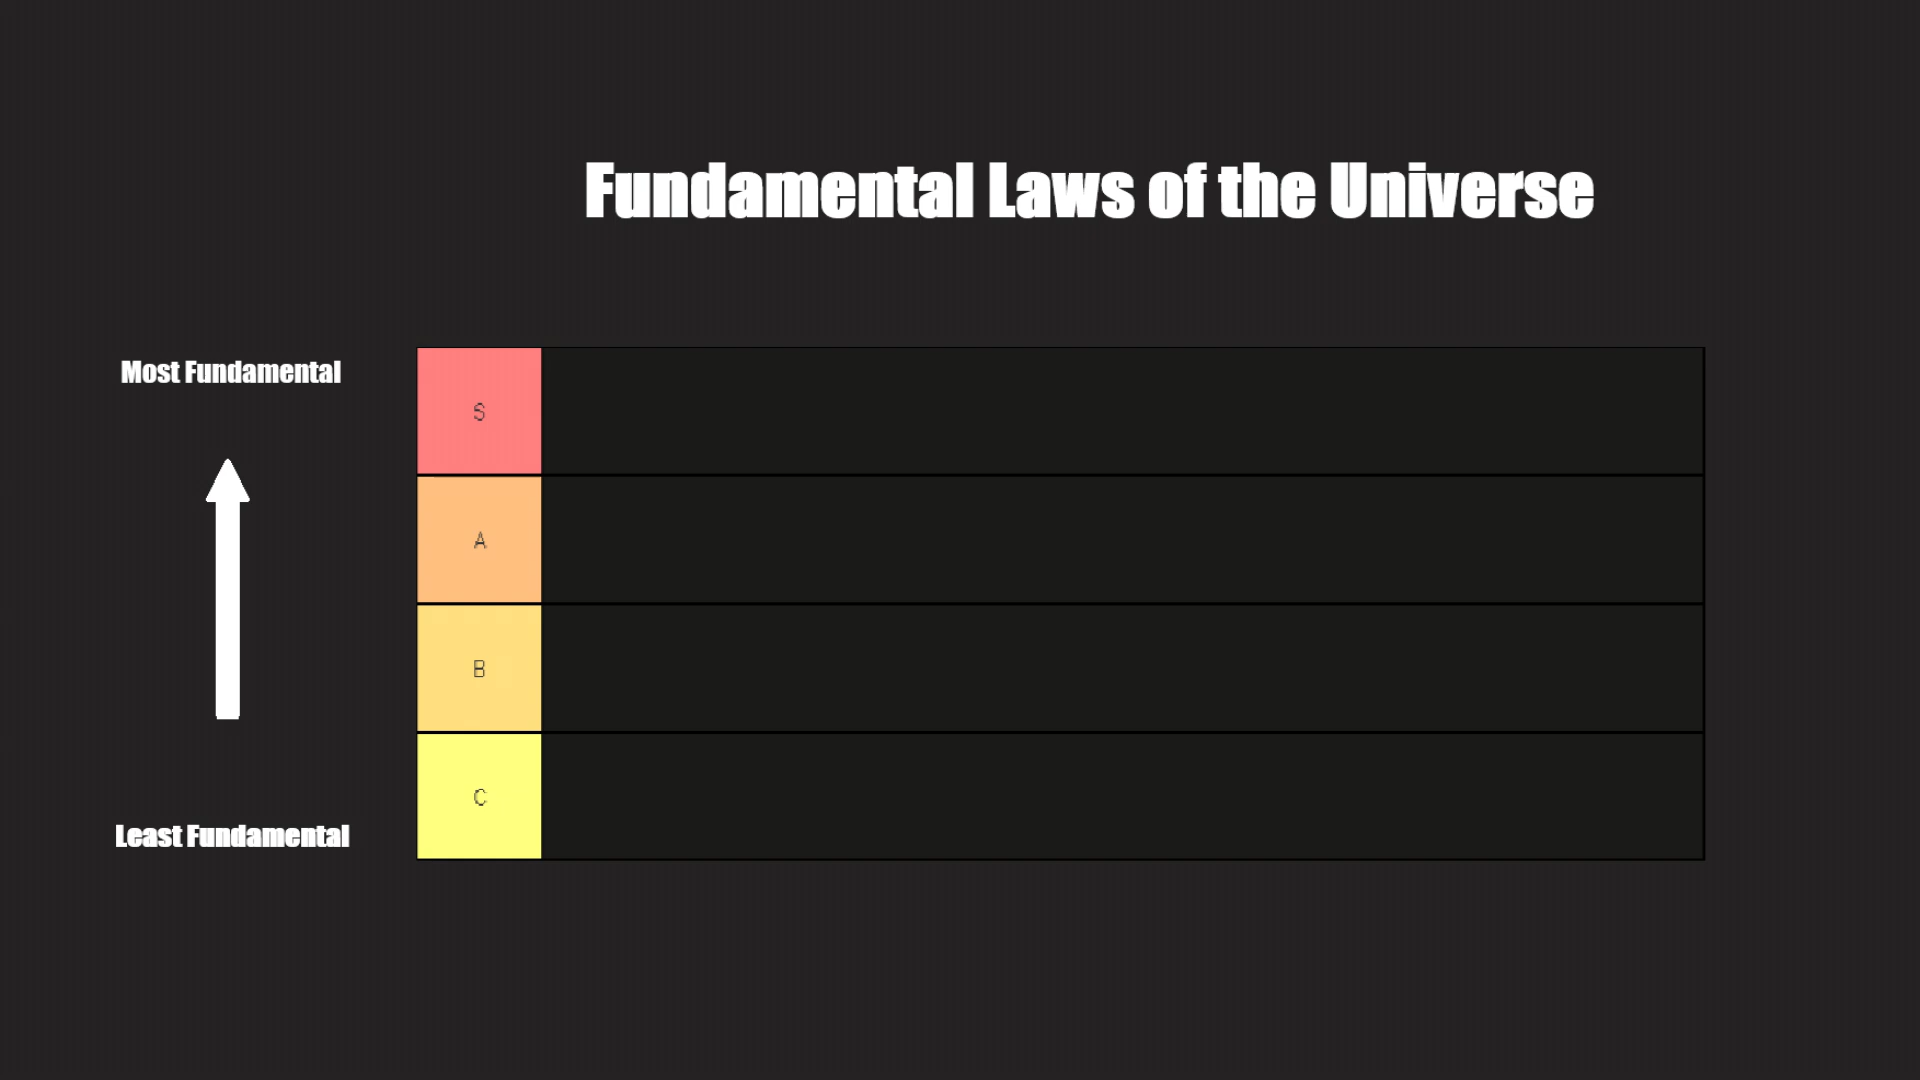 Fundamental Laws of the Universe
Most Fundamental
S
A
B
C
Least Fundamental